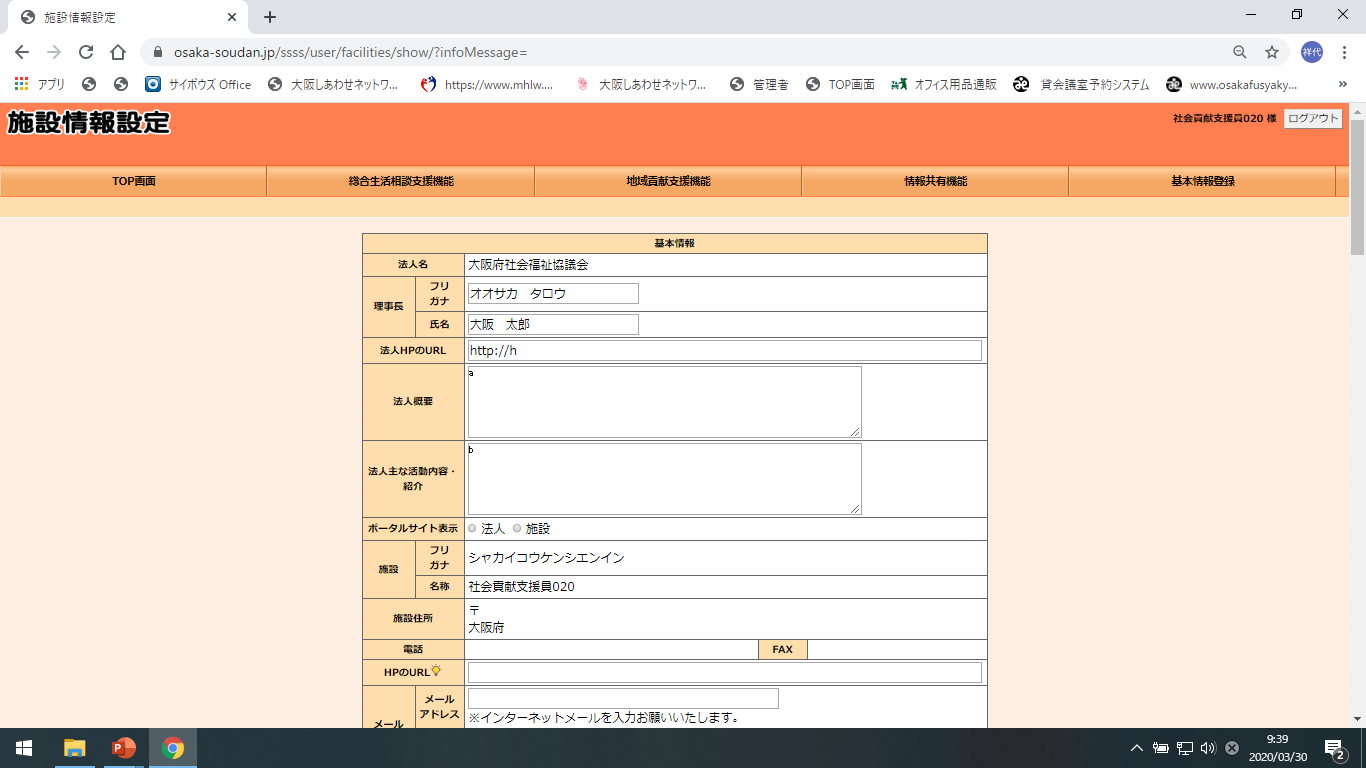 施設情報設定
osaka-soudan.jp/ssss/user/facilities/show/?infoMessage=
祥代
アプリ サイボウズ Office 大阪しあわせネットワ... https://www.mhlw.... 大阪しあわせネットワ... 管理者 TOP画面 オフィス用品通販 貸会議室予約システム www.osakafusyaky... »
施設情報設定
社会貢献支援員020 様 ログアウト
TOP画面 総合生活相談支援機能 地域貢献支援機能 情報共有機能 基本情報登録
基本情報
法人名 大阪府社会福祉協議会
理事長
フリ
ガナ
オオサカ　タロウ
氏名 大阪　太郎
法人HPのURL http://h
法人概要 a
法人主な活動内容・
紹介
b
ポータルサイト表示 法人 施設
施設
フリ
ガナ
シャカイコウケンシエンイン
名称 社会貢献支援員020
施設住所
〒
大阪府
電話 FAX
HPのURL
メール
メール
アドレス
※インターネットメールを入力お願いいたします。
9:39
2020/03/30
2